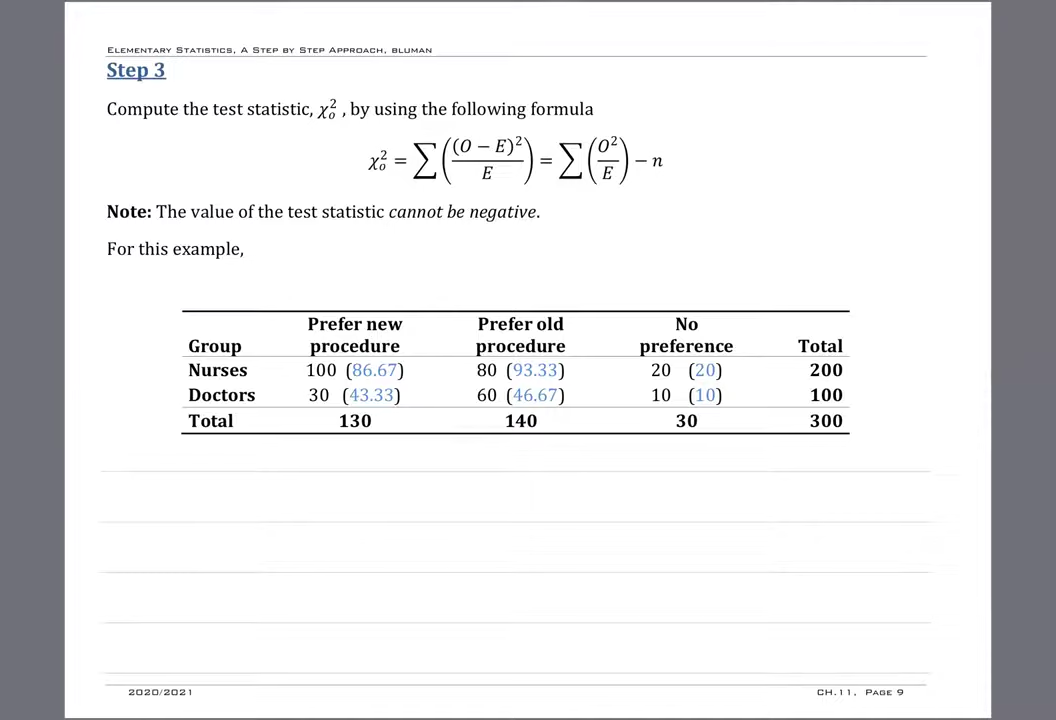 ELEMENTARY STATISTICS, A STEP BY STEP APPROACH, BLUMAN
Step 3
Compute the test statistic, χ²ₒ , by using the following formula
χ²ₒ = ∑((O − E)²/E) = ∑(O²/E) − n
Note: The value of the test statistic cannot be negative.
For this example,
Group Prefer new procedure Prefer old procedure No preference Total
Nurses 100 (86.67) 80 (93.33) 20 (20) 200
Doctors 30 (43.33) 60 (46.67) 10 (10) 100
Total 130 140 30 300
2020/2021 CH.11, PAGE 9